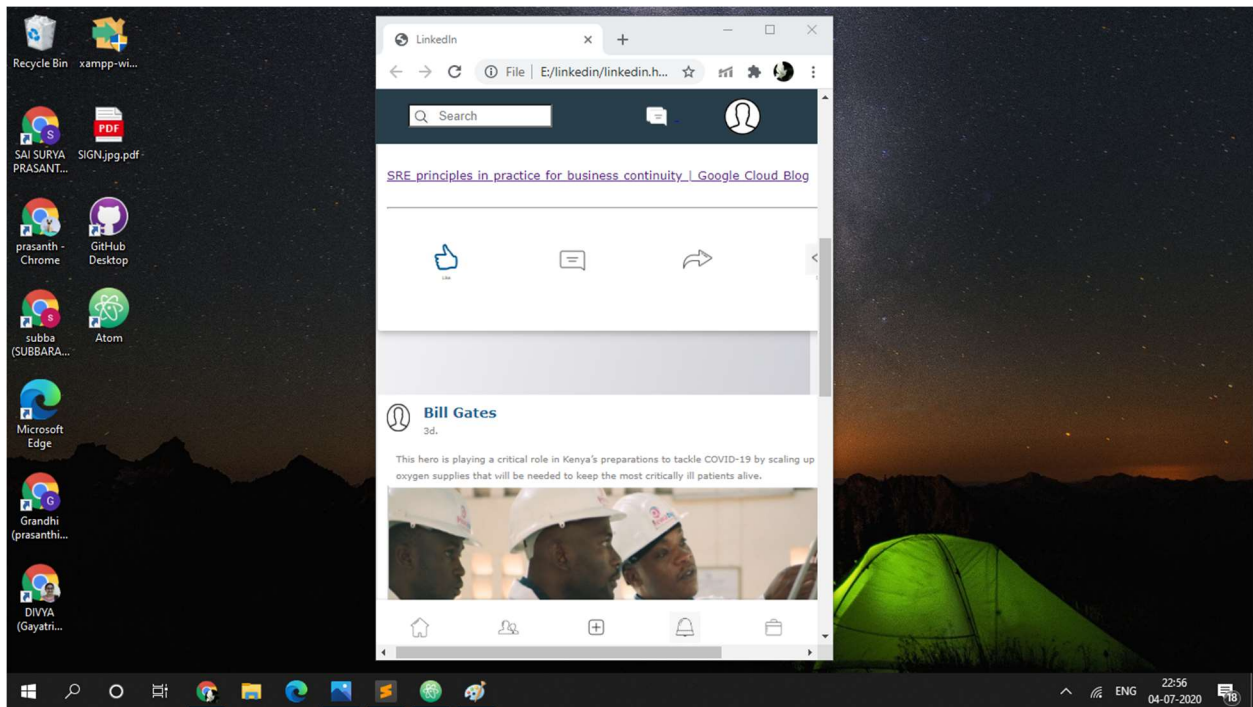 Recycle Bin
xampp-wi...
SAI SURYA
PRASANT...
PDF
SIGN.jpg.pdf
S
prasanth -
Chrome
GitHub
Desktop
s
subba
(SUBBARA...
Atom
Microsoft
Edge
G
Grandhi
(prasanthi...
DIVYA
(Gayatri...
LinkedIn
File | E:/linkedin/linkedin.h...
Search
SRE principles in practice for business continuity | Google Cloud Blog
Like
Bill Gates
3d.
This hero is playing a critical role in Kenya's preparations to tackle COVID-19 by scaling up
oxygen supplies that will be needed to keep the most critically ill patients alive.
ENG
22:56
04-07-2020
18